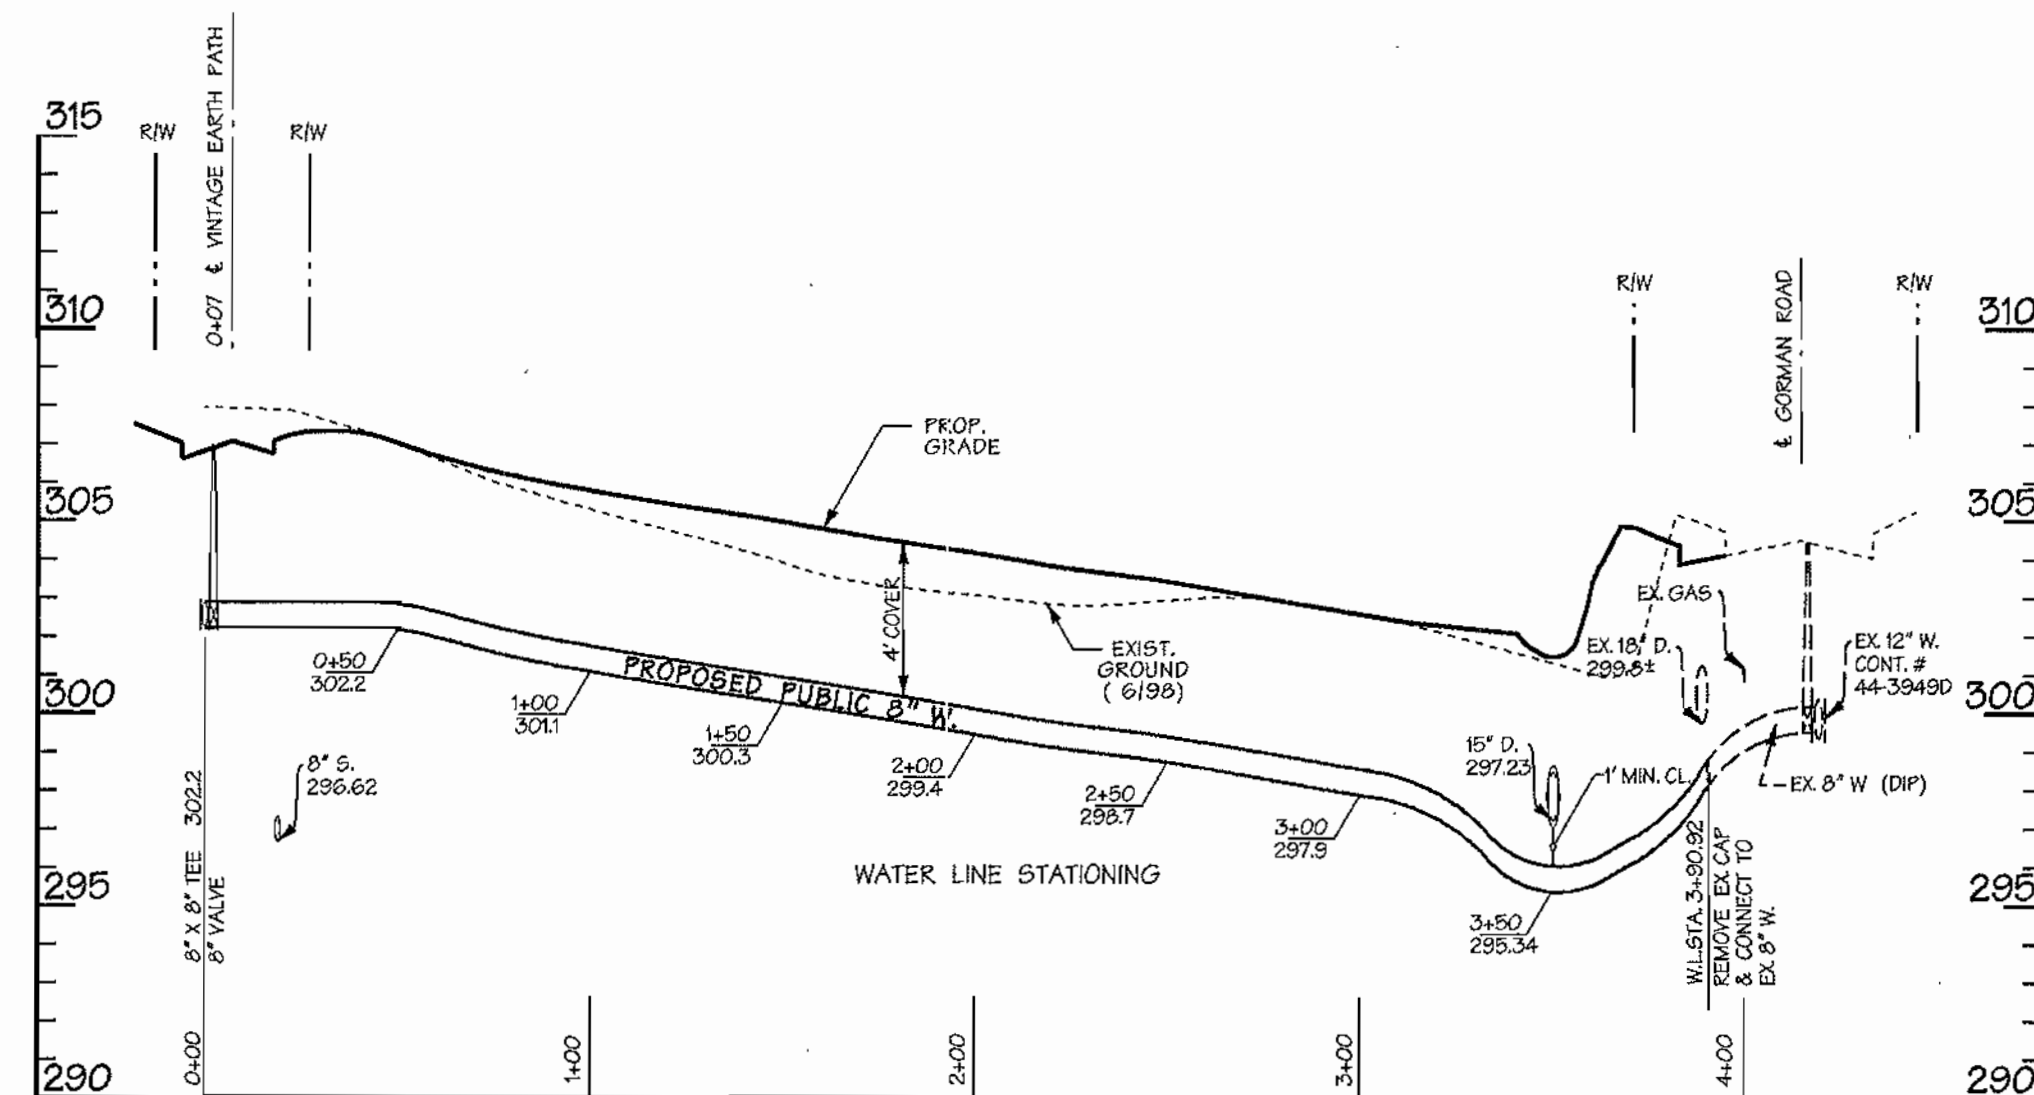 315
R/W
0+07 ℄ VINTAGE EARTH PATH
R/W
310
R/W
℄ GORMAN ROAD
R/W
310
PROP.
GRADE
305
305
4' COVER
EX. GAS
EX. 18" D.
299.8±
EX. 12" W.
CONT. #
44-3949D
EXIST.
GROUND
( 6/98)
0+50
302.2
PROPOSED PUBLIC 8" W.
300
300
1+00
301.1
1+50
300.3
2+00
299.4
2+50
298.7
3+00
297.9
15" D.
297.23
1' MIN. CL.
EX. 8" W (DIP)
8" S.
296.62
8" X 8" TEE 302.2
8" VALVE
WATER LINE STATIONING
295
295
3+50
295.34
W.L.STA. 3+90.92
REMOVE EX. CAP
& CONNECT TO
EX. 8" W.
0+00
1+00
2+00
3+00
4+00
290
290